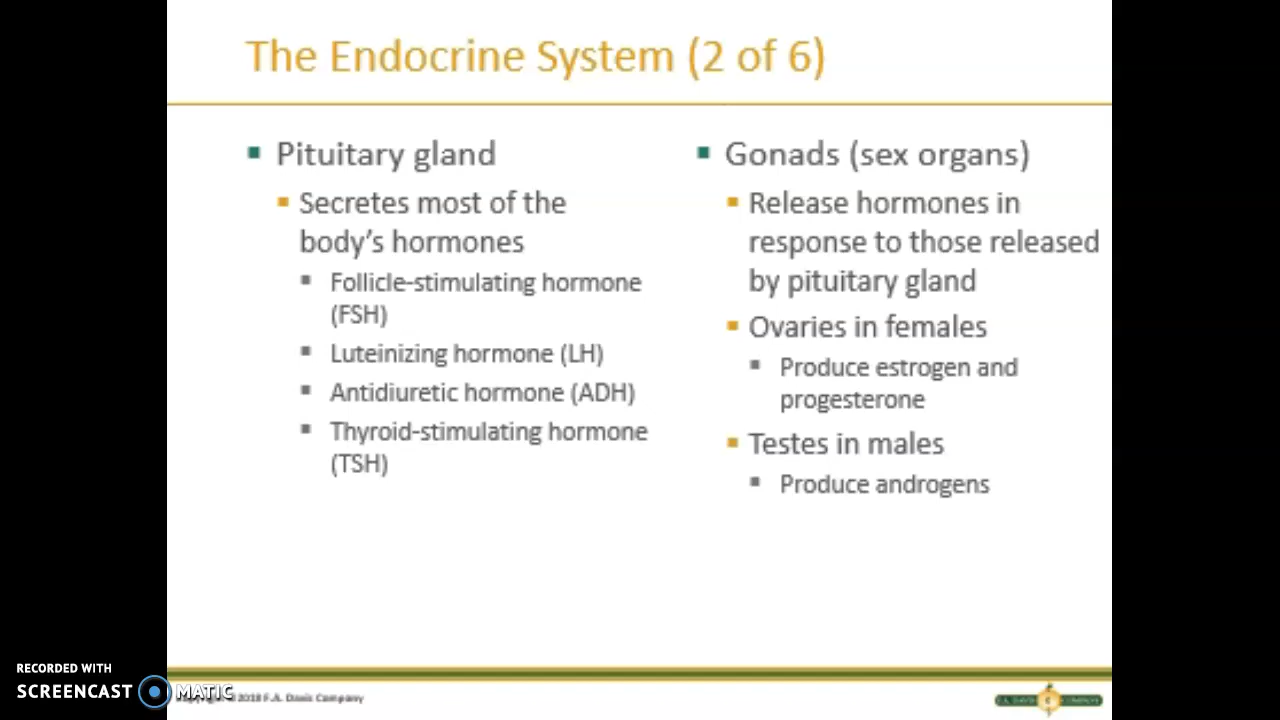 The Endocrine System (2 of 6)
Pituitary gland
Secretes most of the
body's hormones
Follicle-stimulating hormone
(FSH)
Luteinizing hormone (LH)
Antidiuretic hormone (ADH)
Thyroid-stimulating hormone
(TSH)
Gonads (sex organs)
Release hormones in
response to those released
by pituitary gland
Ovaries in females
Produce estrogen and
progesterone
Testes in males
Produce androgens
RECORDED WITH
SCREENCAST MATIC
2018 F.A. Davis Company